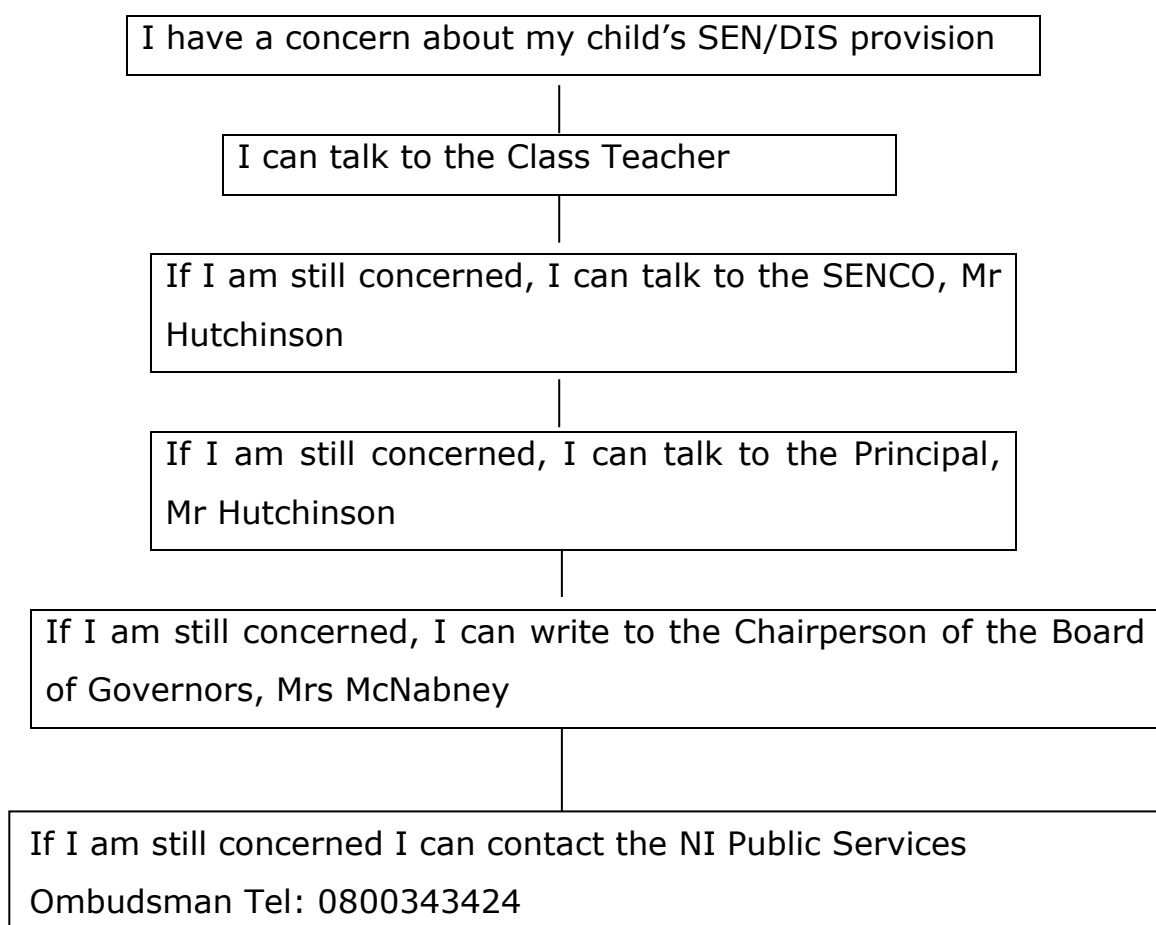 I have a concern about my child’s SEN/DIS provision
I can talk to the Class Teacher
If I am still concerned, I can talk to the SENCO, Mr
Hutchinson
If I am still concerned, I can talk to the Principal,
Mr Hutchinson
If I am still concerned, I can write to the Chairperson of the Board
of Governors, Mrs McNabney
If I am still concerned I can contact the NI Public Services
Ombudsman Tel: 0800343424